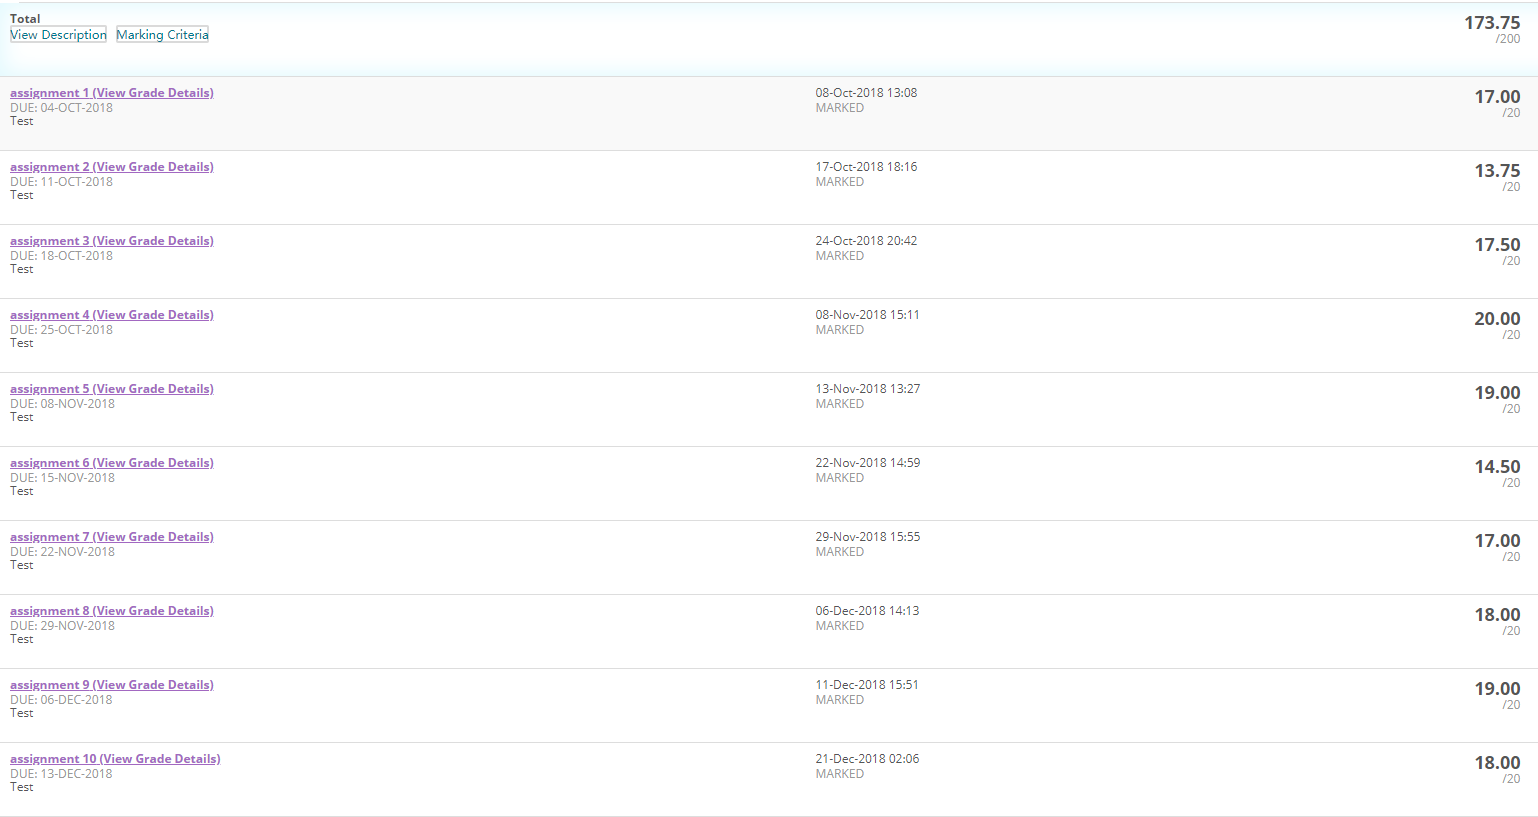 Total
173.75
View Description Marking Criteria
/200
assignment 1 (View Grade Details) 08-Oct-2018 13:08 17.00
DUE: 04-OCT-2018 MARKED /20
Test
assignment 2 (View Grade Details) 17-Oct-2018 18:16 13.75
DUE: 11-OCT-2018 MARKED /20
Test
assignment 3 (View Grade Details) 24-Oct-2018 20:42 17.50
DUE: 18-OCT-2018 MARKED /20
Test
assignment 4 (View Grade Details) 08-Nov-2018 15:11 20.00
DUE: 25-OCT-2018 MARKED /20
Test
assignment 5 (View Grade Details) 13-Nov-2018 13:27 19.00
DUE: 08-NOV-2018 MARKED /20
Test
assignment 6 (View Grade Details) 22-Nov-2018 14:59 14.50
DUE: 15-NOV-2018 MARKED /20
Test
assignment 7 (View Grade Details) 29-Nov-2018 15:55 17.00
DUE: 22-NOV-2018 MARKED /20
Test
assignment 8 (View Grade Details) 06-Dec-2018 14:13 18.00
DUE: 29-NOV-2018 MARKED /20
Test
assignment 9 (View Grade Details) 11-Dec-2018 15:51 19.00
DUE: 06-DEC-2018 MARKED /20
Test
assignment 10 (View Grade Details) 21-Dec-2018 02:06 18.00
DUE: 13-DEC-2018 MARKED /20
Test